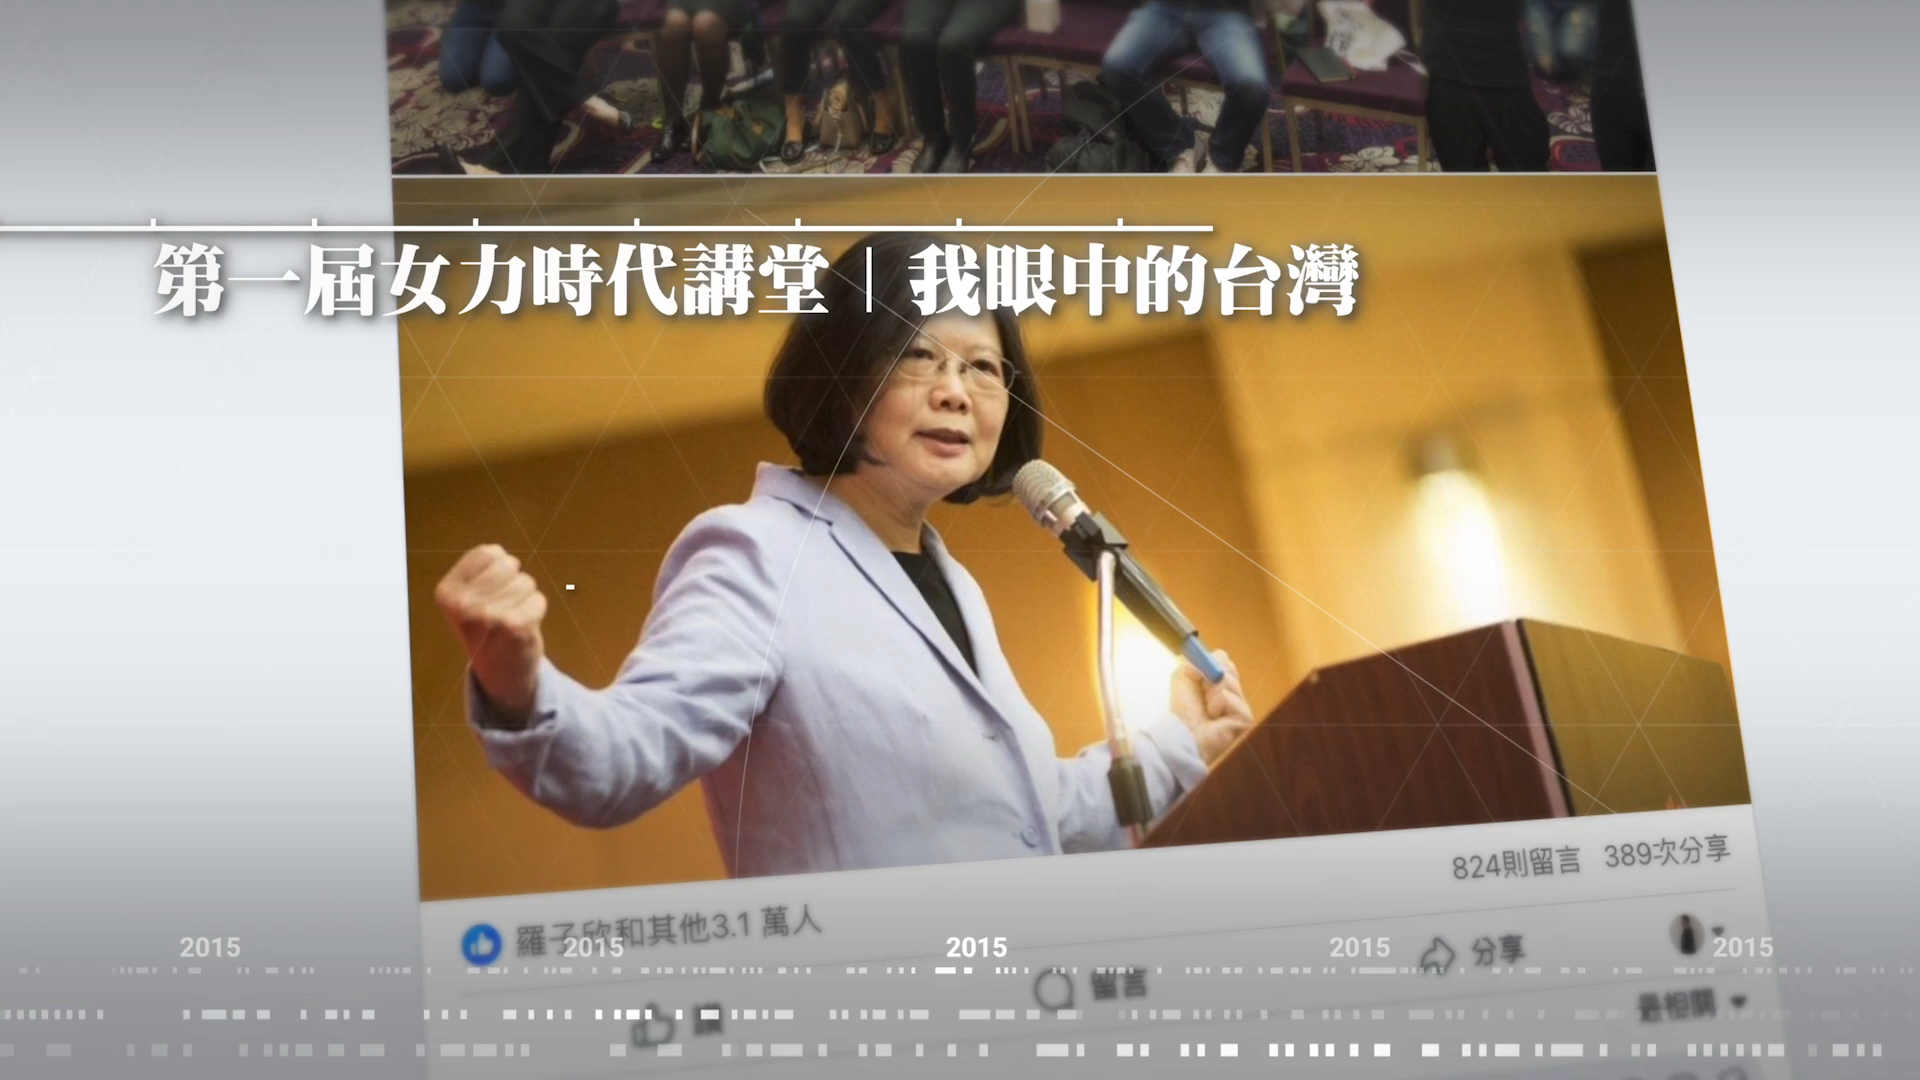 第一屆女力時代講堂｜我眼中的台灣
824則留言 389次分享
羅子欣和其他3.1 萬人
2015 2015 2015 2015 2015
分享
留言
讚
最相關